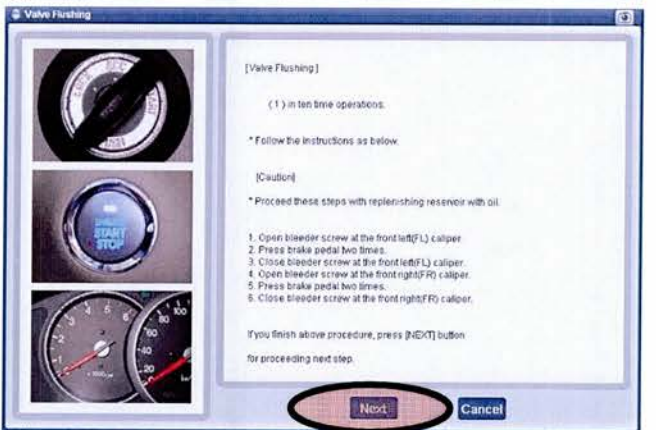 Valve Flushing
[Valve Flushing]
( 1 ) in ten time operations.
* Follow the instructions as below.
[Caution]
* Proceed these steps with replenishing reservoir with oil.
1. Open bleeder screw at the front left(FL) caliper
2. Press brake pedal two times.
3. Close bleeder screw at the front left(FL) caliper.
4. Open bleeder screw at the front right(FR) caliper.
5. Press brake pedal two times.
6. Close bleeder screw at the front right(FR) caliper.
If you finish above procedure, press [NEXT] button
for proceeding next step.
START
STOP
Next
Cancel